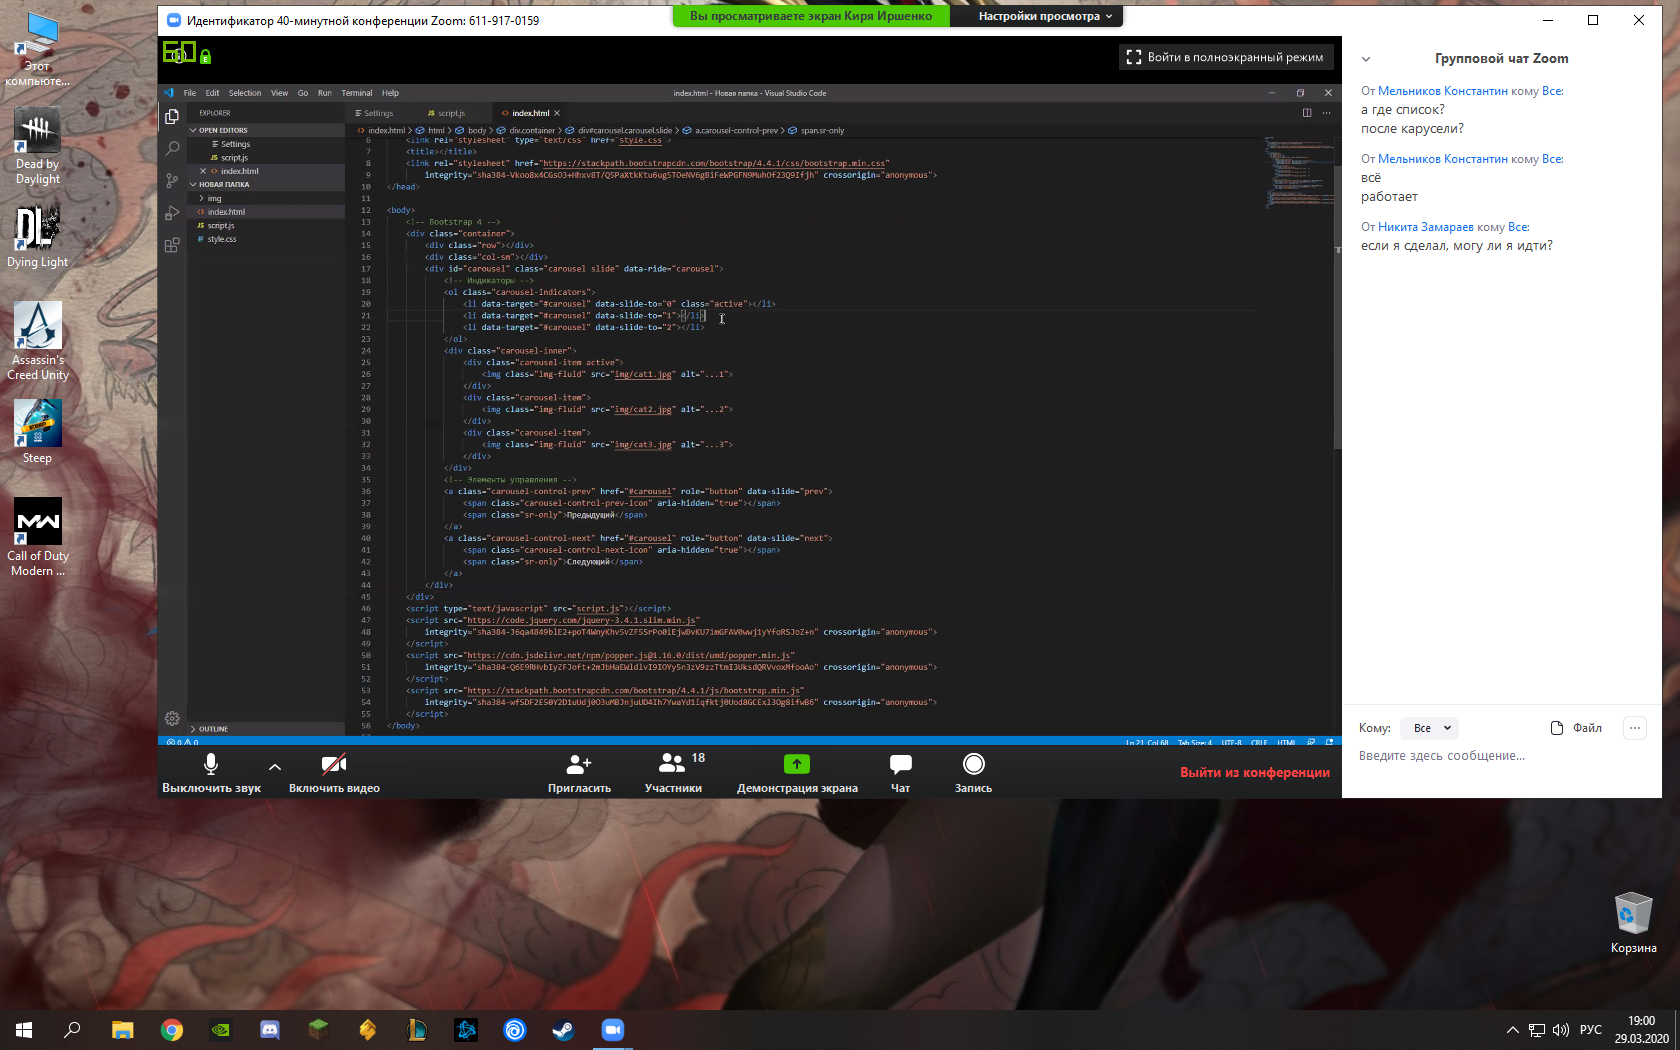 Этот
компьюте...
Dead by
Daylight
Dying Light
Assassin's
Creed Unity
Steep
Call of Duty
Modern ...
Корзина
Идентификатор 40-минутной конференции Zoom: 611-917-0159
Вы просматриваете экран Киря Иршенко
Настройки просмотра
60
Войти в полноэкранный режим
File Edit Selection View Go Run Terminal Help
index.html - Новая папка - Visual Studio Code
EXPLORER
OPEN EDITORS
Settings
script.js
index.html
НОВАЯ ПАПКА
img
index.html
script.js
style.css
OUTLINE
Settings script.js index.html
index.html > html > body > div.container > div#carousel.carousel.slide > a.carousel-control-prev > span.sr-only
6 <link rel="stylesheet" type="text/css" href="style.css">
7 <title></title>
8 <link rel="stylesheet" href="https://stackpath.bootstrapcdn.com/bootstrap/4.4.1/css/bootstrap.min.css"
9 crossorigin="anonymous">
10 </head>
11
12 <body>
13 <!-- Bootstrap 4 -->
14 <div class="container">
15 <div class="row"></div>
16 <div class="col-sm"></div>
17 <div id="carousel" class="carousel slide" data-ride="carousel">
18 <!-- Индикаторы -->
19 <ol class="carousel-indicators">
20 <li data-target="#carousel" data-slide-to="0" class="active"></li>
21 <li data-target="#carousel" data-slide-to="1"></li>
22 <li data-target="#carousel" data-slide-to="2"></li>
23 </ol>
24 <div class="carousel-inner">
25 <div class="carousel-item active">
26 <img class="img-fluid" src="img/cat1.jpg" alt="...1">
27 </div>
28 <div class="carousel-item">
29 <img class="img-fluid" src="img/cat2.jpg" alt="...2">
30 </div>
31 <div class="carousel-item">
32 <img class="img-fluid" src="img/cat3.jpg" alt="...3">
33 </div>
34 </div>
35 <!-- Элементы управления -->
36 <a class="carousel-control-prev" href="#carousel" role="button" data-slide="prev">
37 <span class="carousel-control-prev-icon" aria-hidden="true"></span>
38 <span class="sr-only">Предыдущий</span>
39 </a>
40 <a class="carousel-control-next" href="#carousel" role="button" data-slide="next">
41 <span class="carousel-control-next-icon" aria-hidden="true"></span>
42 <span class="sr-only">Следующий</span>
43 </a>
44 </div>
45 </div>
46 <script type="text/javascript" src="script.js"></script>
47 <script src="https://code.jquery.com/jquery-3.4.1.slim.min.js"
48 crossorigin="anonymous">
49 </script>
50 <script src="https://cdn.jsdelivr.net/npm/popper.js@1.16.0/dist/umd/popper.min.js"
51 crossorigin="anonymous">
52 </script>
53 <script src="https://stackpath.bootstrapcdn.com/bootstrap/4.4.1/js/bootstrap.min.js"
54 crossorigin="anonymous">
55 </script>
56 </body>
0 0 Ln 21, Col 68 Tab Size: 4 UTF-8 CRLF HTML
Выключить звук
Включить видео
Пригласить
18
Участники
Демонстрация экрана
Чат
Запись
Выйти из конференции
Групповой чат Zoom
От Мельников Константин кому Все:
а где список?
после карусели?
От Мельников Константин кому Все:
всё
работает
От Никита Замараев кому Все:
если я сделал, могу ли я идти?
Кому: Все
Файл
Введите здесь сообщение...
РУС
19:00
29.03.2020